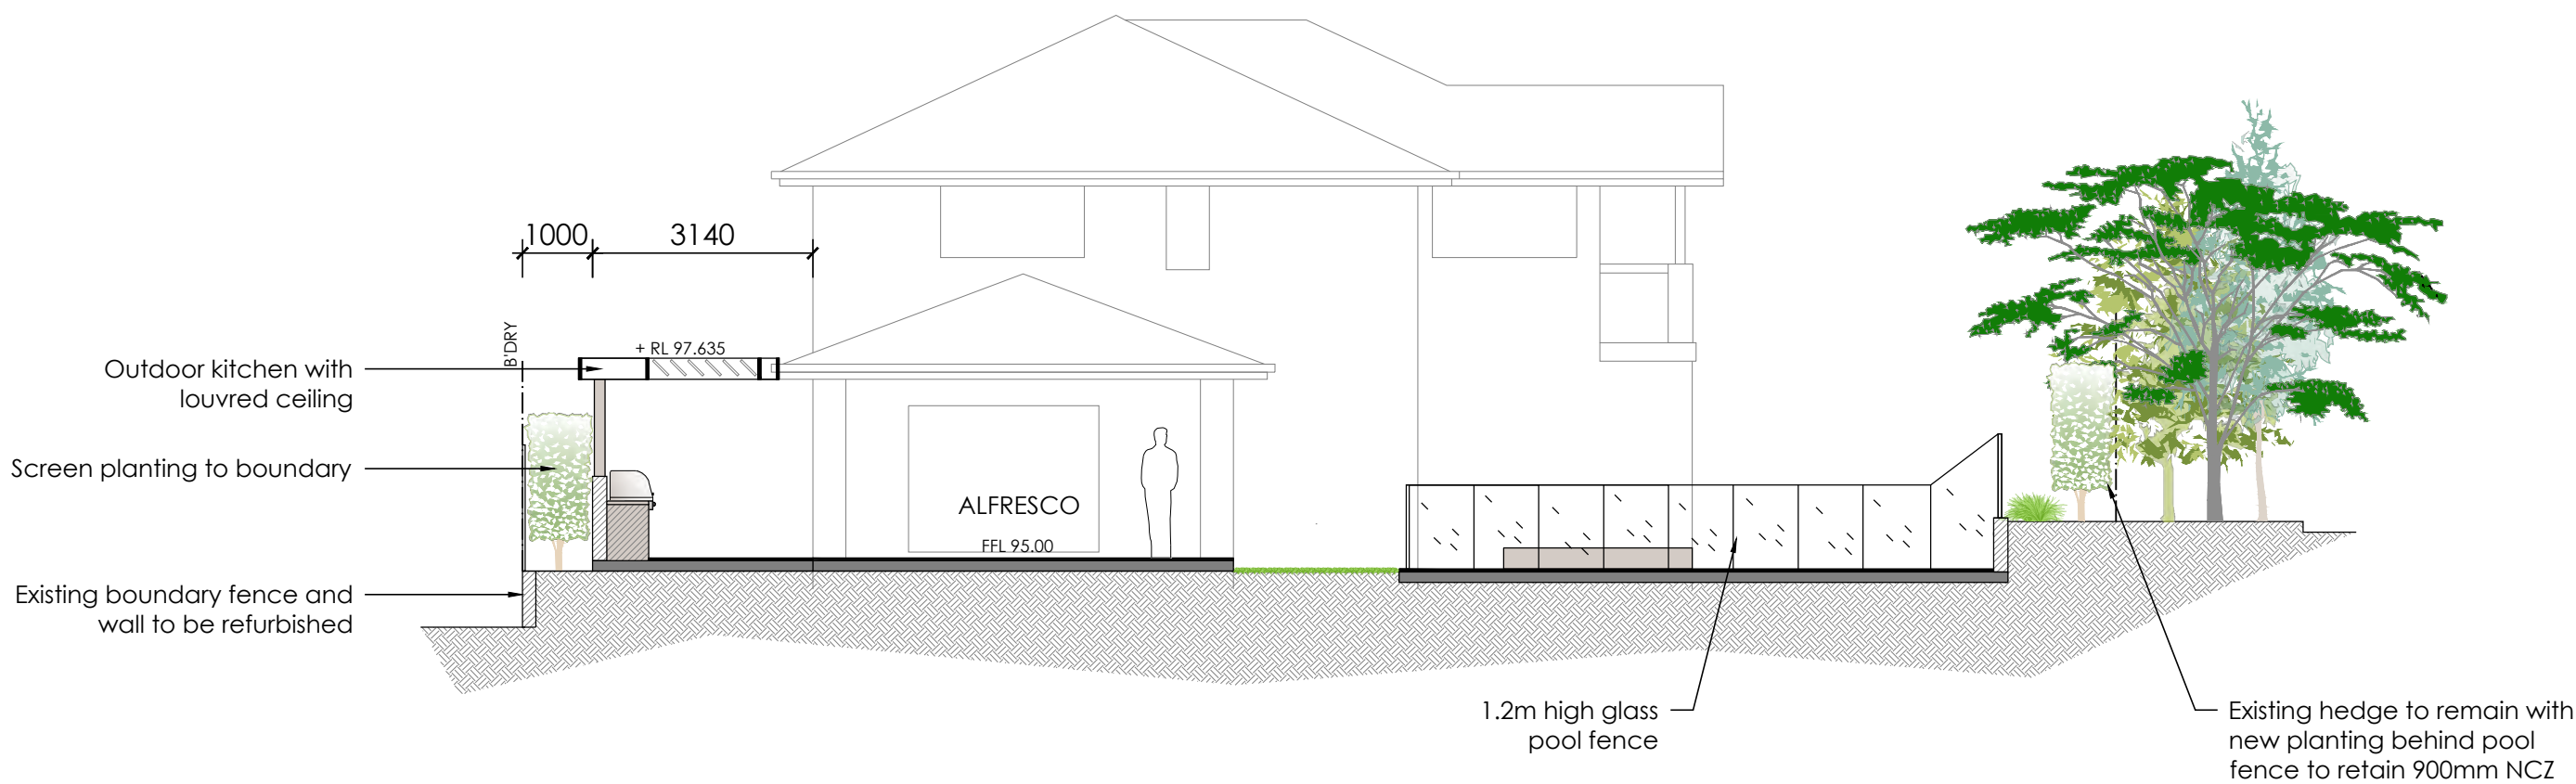 1000
3140
B'DRY
+ RL 97.635
Outdoor kitchen with
louvred ceiling
Screen planting to boundary
ALFRESCO
FFL 95.00
Existing boundary fence and
wall to be refurbished
1.2m high glass
pool fence
Existing hedge to remain with
new planting behind pool
fence to retain 900mm NCZ